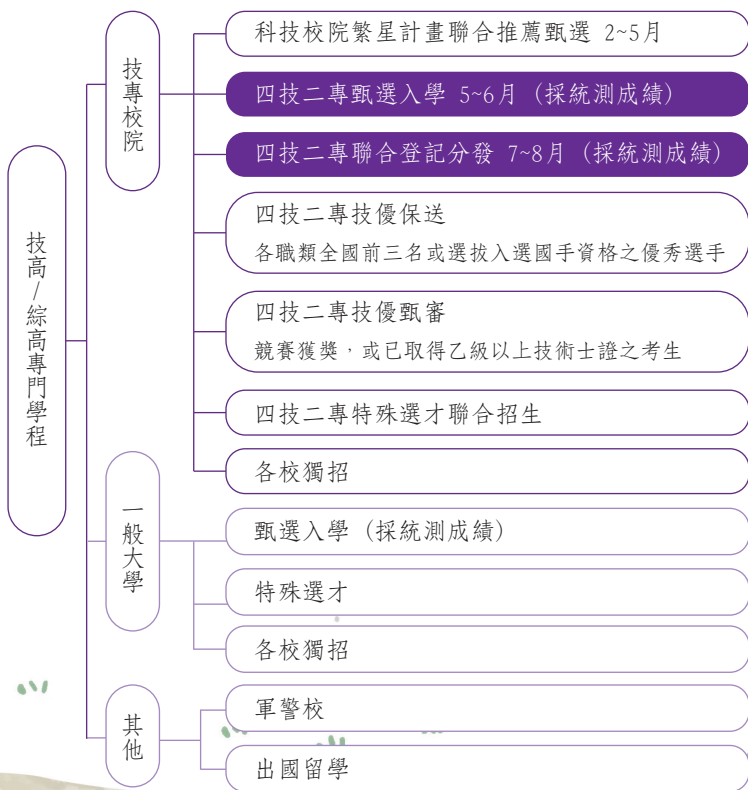 技高/綜高專門學程
技專校院
科技校院繁星計畫聯合推薦甄選 2~5月
四技二專甄選入學 5~6月 (採統測成績)
四技二專聯合登記分發 7~8月 (採統測成績)
四技二專技優保送
各職類全國前三名或選拔入選國手資格之優秀選手
四技二專技優甄審
競賽獲獎，或已取得乙級以上技術士證之考生
四技二專特殊選才聯合招生
各校獨招
一般大學
甄選入學 (採統測成績)
特殊選才
各校獨招
其他
軍警校
出國留學